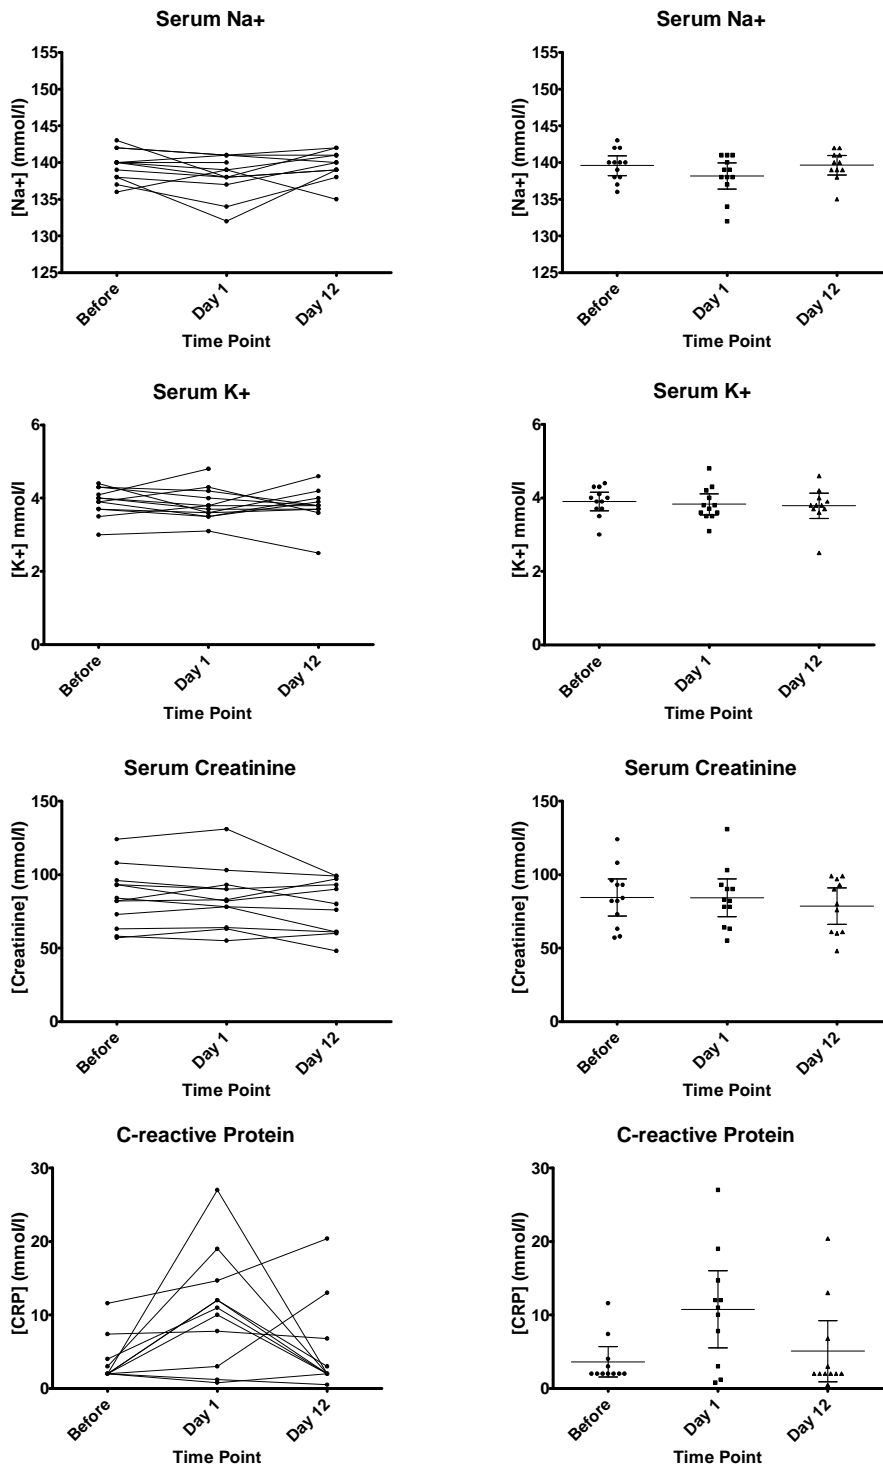 Serum Na+
155
150
145
140
135
130
125
[Na+] (mmol/l)
Before
Day 1
Day 12
Time Point
Serum Na+
155
150
145
140
135
130
125
[Na+] (mmol/l)
Before
Day 1
Day 12
Time Point
Serum K+
6
4
2
0
[K+] mmol/l
Before
Day 1
Day 12
Time Point
Serum K+
6
4
2
0
[K+] mmol/l
Before
Day 1
Day 12
Time Point
Serum Creatinine
150
100
50
0
[Creatinine] (mmol/l)
Before
Day 1
Day 12
Time Point
Serum Creatinine
150
100
50
0
[Creatinine] (mmol/l)
Before
Day 1
Day 12
Time Point
C-reactive Protein
30
20
10
0
[CRP] (mmol/l)
Before
Day 1
Day 12
Time Point
C-reactive Protein
30
20
10
0
[CRP] (mmol/l)
Before
Day 1
Day 12
Time Point